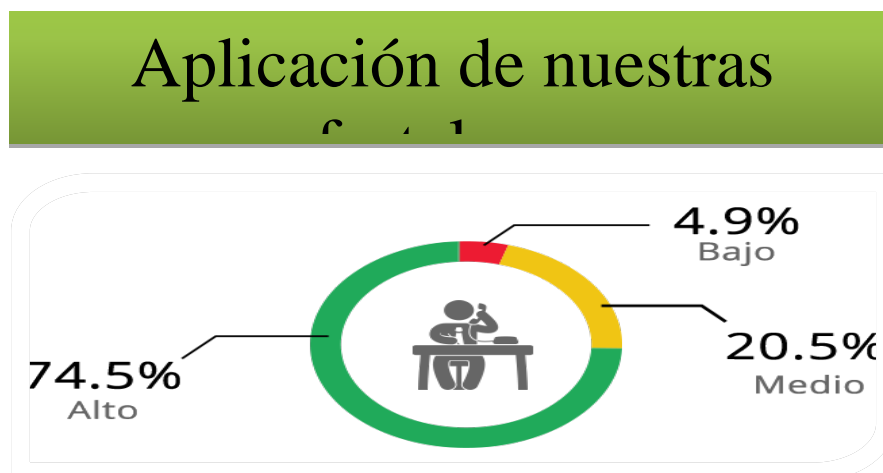 Aplicación de nuestras
4.9%
Bajo
20.5%
Medio
74.5%
Alto